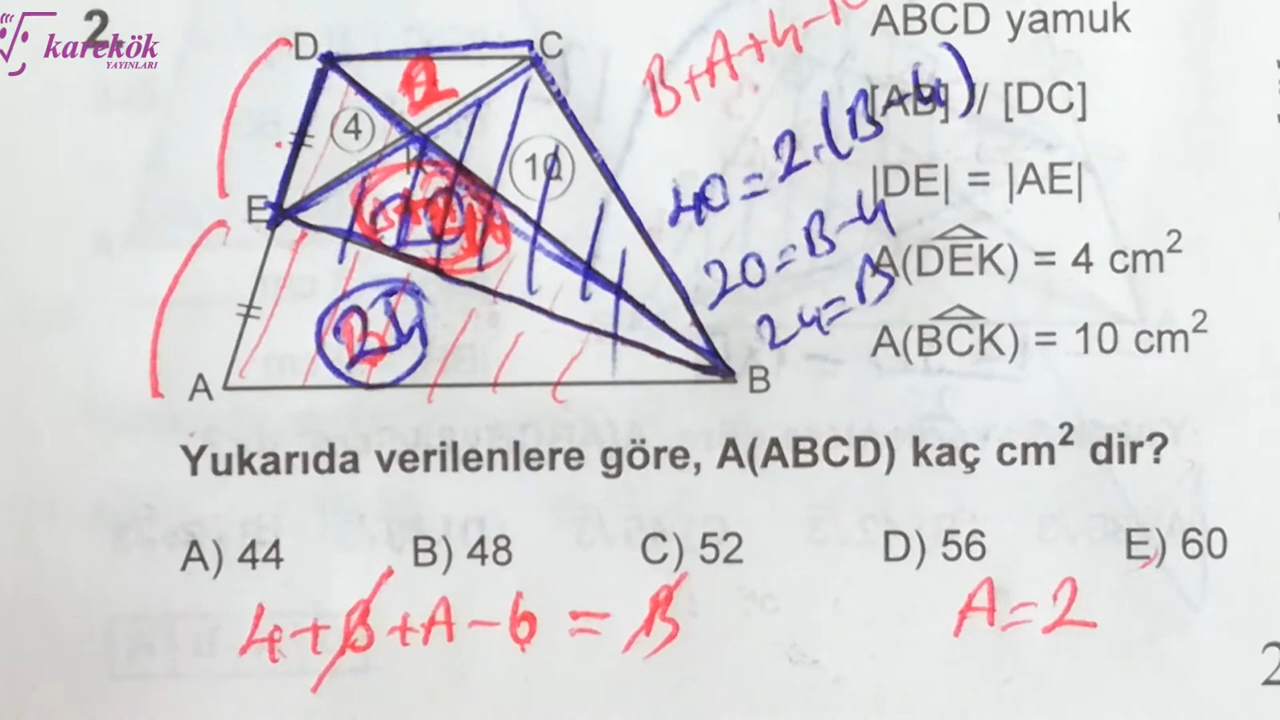 karekök
YAYINLARI
2.
D
C
2
4
10
K
E
24
A
B
B+A+4-10
40=2.(B-4)
20=B-4
24=B
ABCD yamuk
[AB] // [DC]
|DE| = |AE|
A(DEK) = 4 cm²
A(BCK) = 10 cm²
Yukarıda verilenlere göre, A(ABCD) kaç cm² dir?
A) 44 B) 48 C) 52 D) 56 E) 60
4+B+A-6 = B
A=2
2